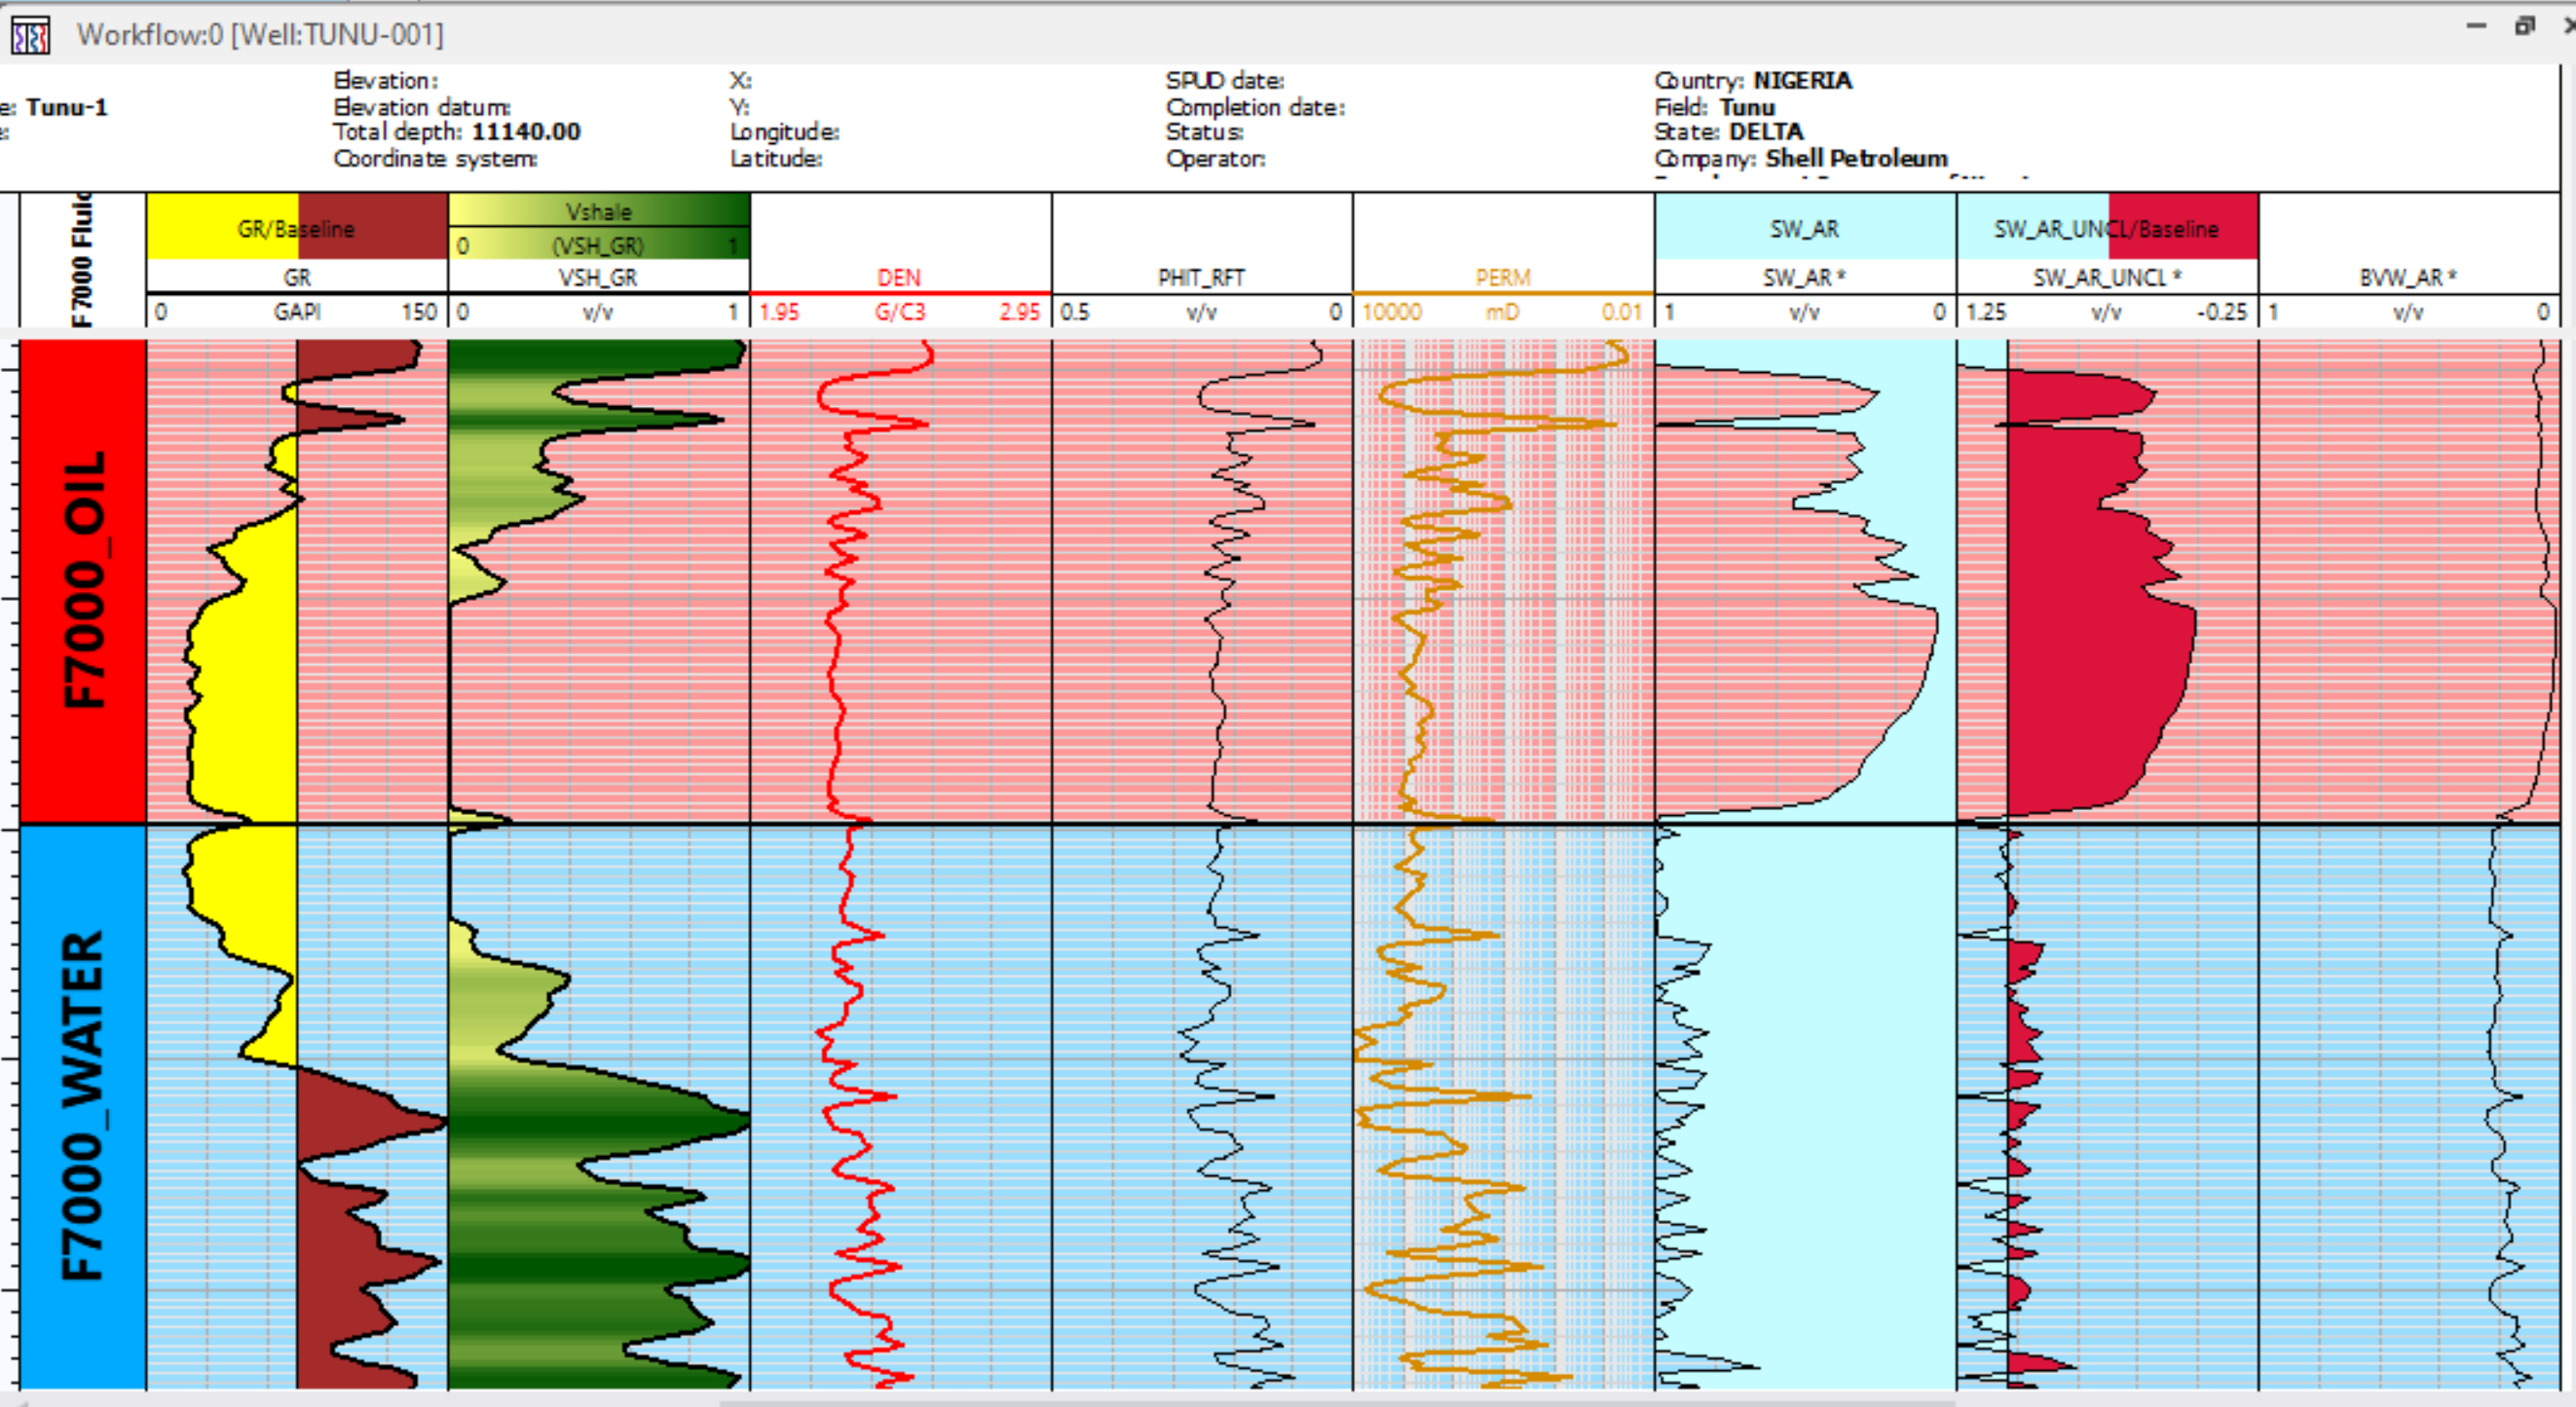 Workflow:0 [Well:TUNU-001]
Elevation: X: SPUD date: Country: NIGERIA
e: Tunu-1 Elevation datum: Y: Completion date: Field: Tunu
Total depth: 11140.00 Longitude: Status: State: DELTA
Coordinate system: Latitude: Operator: Company: Shell Petroleum
F7000 Fluid
GR/Baseline Vshale SW_AR SW_AR_UNCL/Baseline
0 (VSH_GR) 1
GR VSH_GR DEN PHIT_RFT PERM SW_AR * SW_AR_UNCL * BVW_AR *
0 GAPI 150 0 v/v 1 1.95 G/C3 2.95 0.5 v/v 0 10000 mD 0.01 1 v/v 0 1.25 v/v -0.25 1 v/v 0
F7000_OIL
F7000_WATER